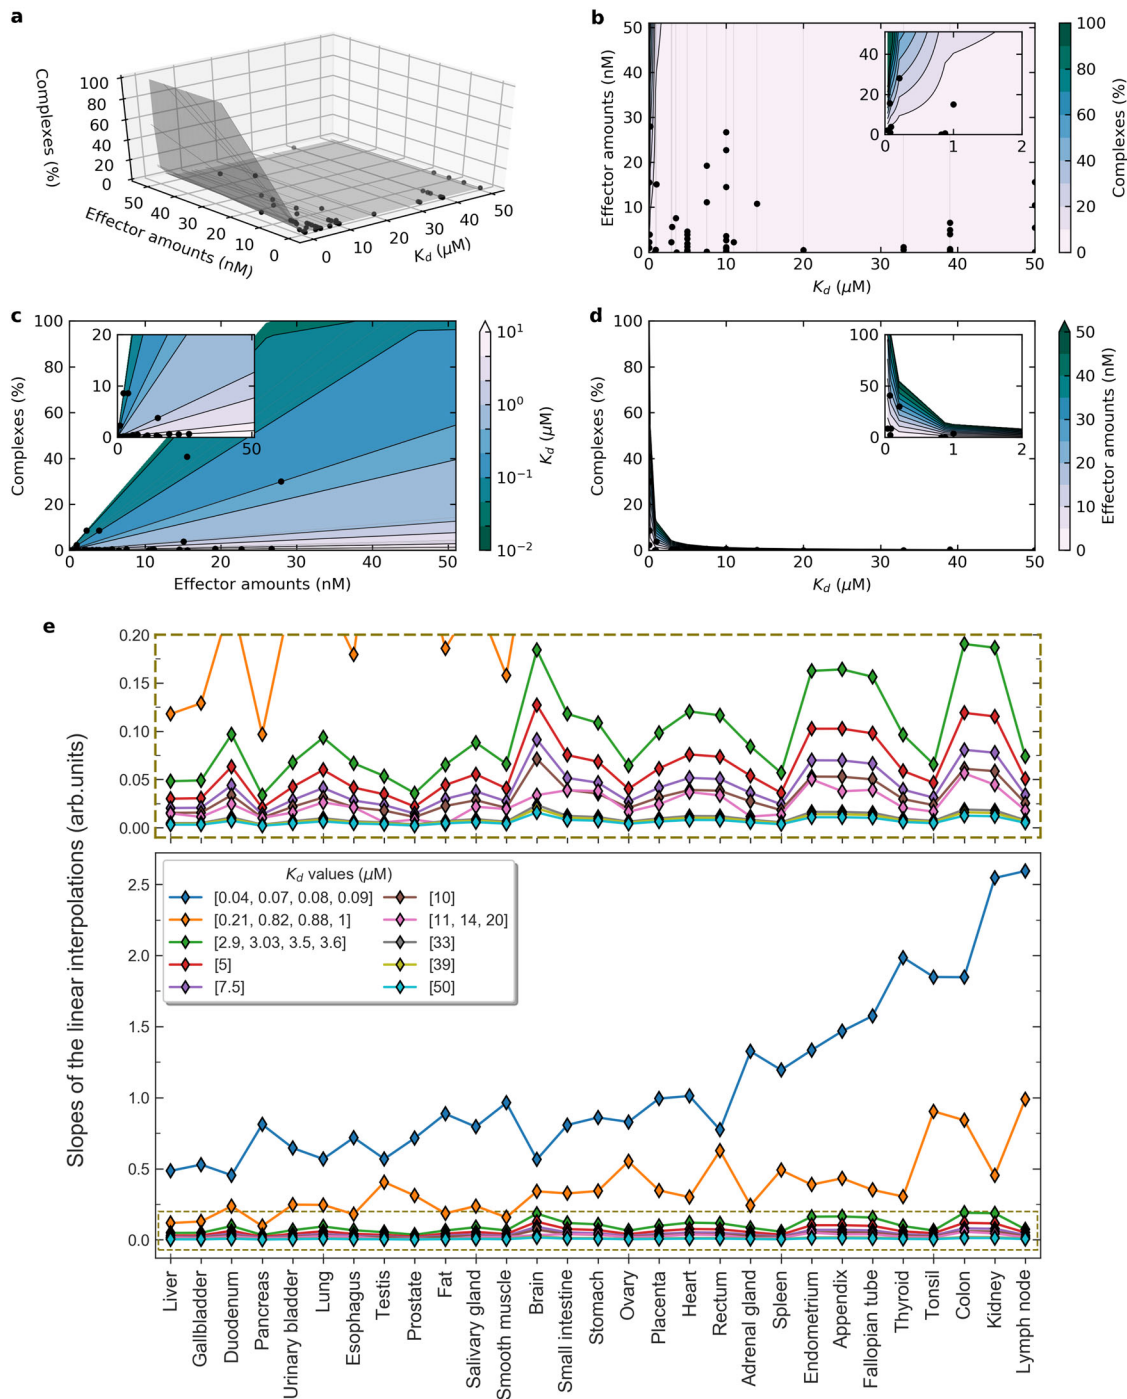 a
Complexes (%)
100
80
60
40
20
0
50
40
30
20
10
0
Effector amounts (nM)
0
10
20
30
40
50
K_d (μM)
b
Effector amounts (nM)
50
40
30
20
10
0
0
10
20
30
40
50
K_d (μM)
40
20
0
0
1
2
100
80
60
40
20
0
Complexes (%)
c
Complexes (%)
100
80
60
40
20
0
0
10
20
30
40
50
Effector amounts (nM)
20
10
0
0
50
10^1
10^0
10^−1
10^−2
K_d (μM)
d
Complexes (%)
100
80
60
40
20
0
0
10
20
30
40
50
K_d (μM)
100
50
0
0
1
2
50
40
30
20
10
0
Effector amounts (nM)
e
Slopes of the linear interpolations (arb.units)
0.20
0.15
0.10
0.05
0.00
2.5
2.0
1.5
1.0
0.5
0.0
K_d values (μM)
[0.04, 0.07, 0.08, 0.09]
[0.21, 0.82, 0.88, 1]
[2.9, 3.03, 3.5, 3.6]
[5]
[7.5]
[10]
[11, 14, 20]
[33]
[39]
[50]
Liver
Gallbladder
Duodenum
Pancreas
Urinary bladder
Lung
Esophagus
Testis
Prostate
Fat
Salivary gland
Smooth muscle
Brain
Small intestine
Stomach
Ovary
Placenta
Heart
Rectum
Adrenal gland
Spleen
Endometrium
Appendix
Fallopian tube
Thyroid
Tonsil
Colon
Kidney
Lymph node